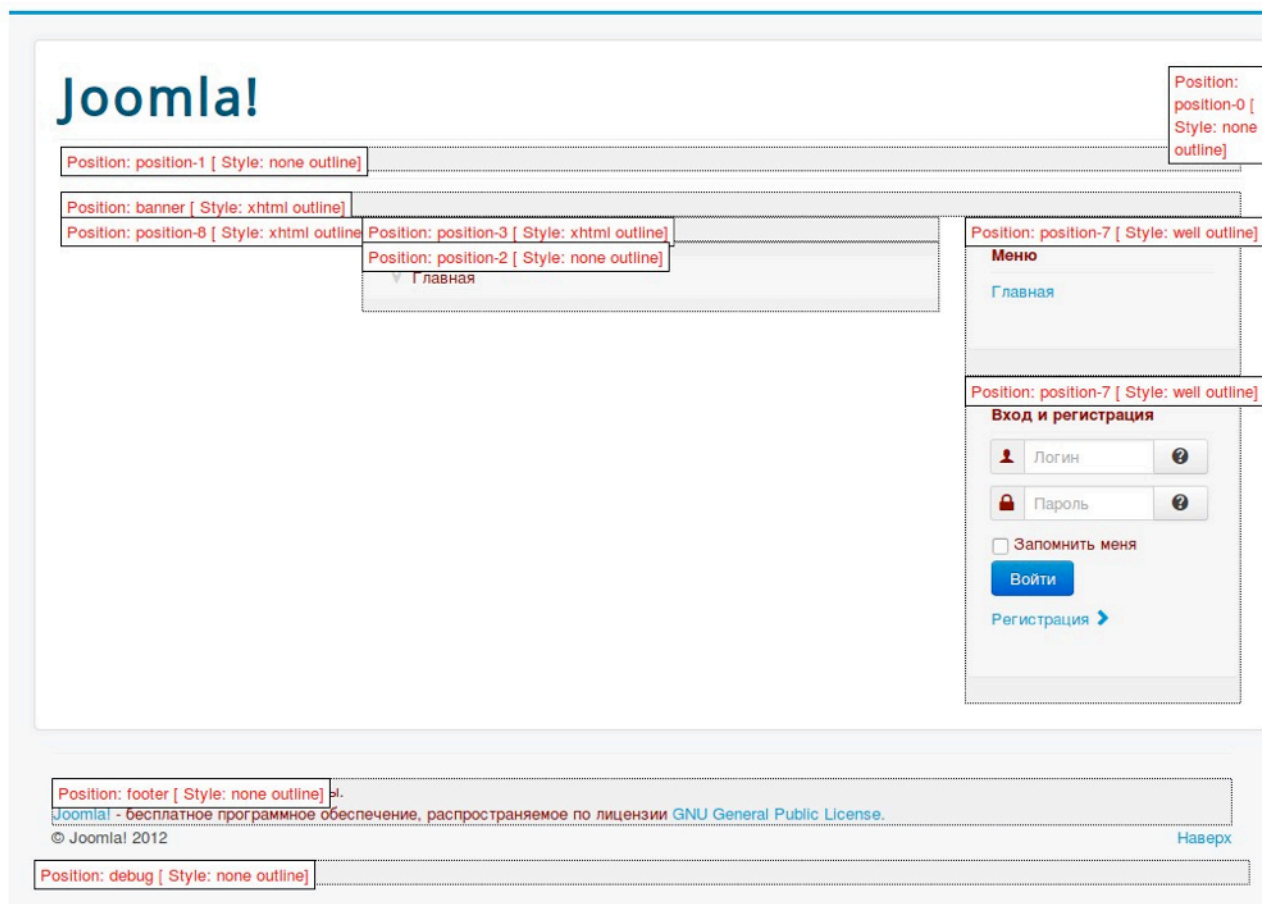 Joomla!
Position:
position-0 [
Style: none
outline]
Position: position-1 [ Style: none outline]
Position: banner [ Style: xhtml outline]
Position: position-8 [ Style: xhtml outline
Position: position-3 [ Style: xhtml outline]
Position: position-7 [ Style: well outline]
Position: position-2 [ Style: none outline]
Меню
Главная
Главная
Position: position-7 [ Style: well outline]
Вход и регистрация
Логин
Пароль
Запомнить меня
Войти
Регистрация
Position: footer [ Style: none outline]
Joomla! - бесплатное программное обеспечение, распространяемое по лицензии GNU General Public License.
© Joomla! 2012
Наверх
Position: debug [ Style: none outline]